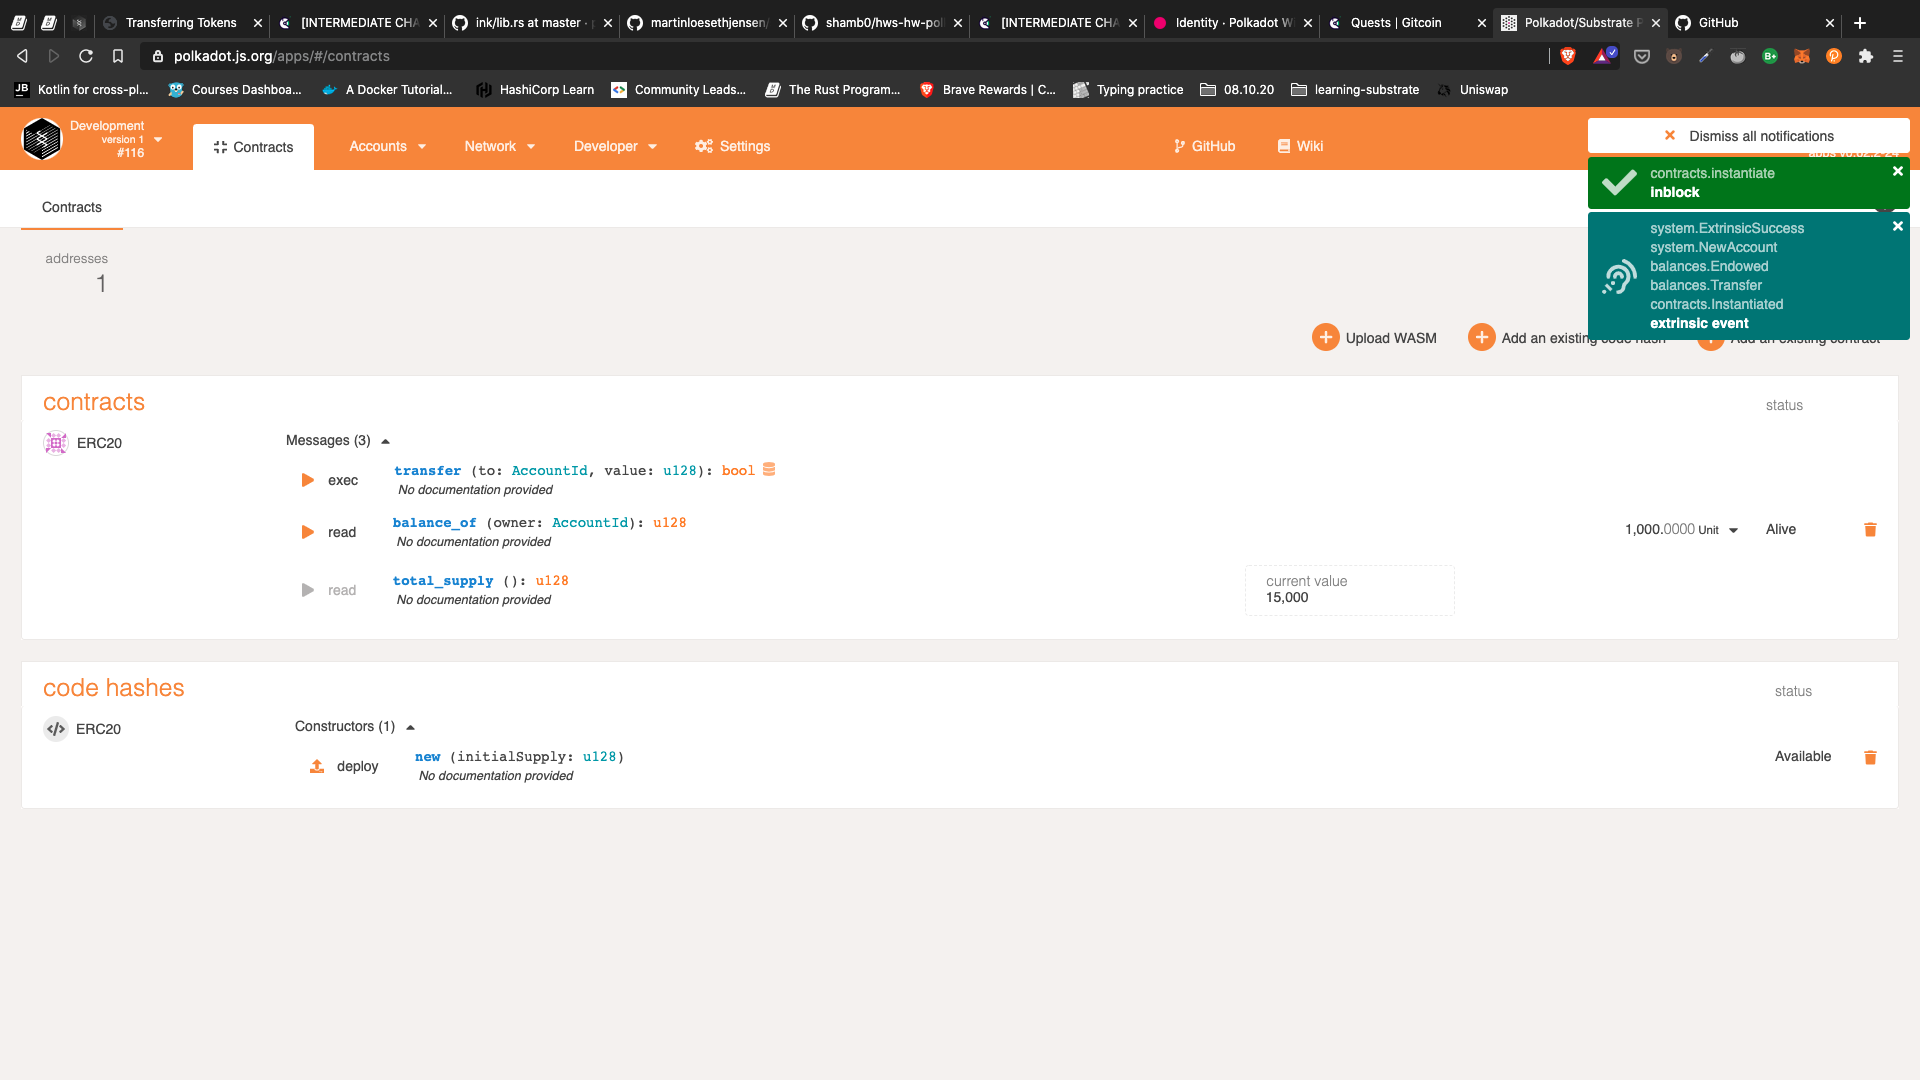 Transferring Tokens
[INTERMEDIATE CHA
ink/lib.rs at master ·
martinloesethjensen/
shamb0/hws-hw-pol
[INTERMEDIATE CHA
Identity · Polkadot W
Quests | Gitcoin
Polkadot/Substrate P
GitHub
polkadot.js.org/apps/#/contracts
JB Kotlin for cross-pl...
Courses Dashboa...
A Docker Tutorial...
HashiCorp Learn
Community Leads...
The Rust Program...
Brave Rewards | C...
Typing practice
08.10.20
learning-substrate
Uniswap
Development
version 1
#116
Contracts
Accounts
Network
Developer
Settings
GitHub
Wiki
Dismiss all notifications
contracts.instantiate
inblock
system.ExtrinsicSuccess
system.NewAccount
balances.Endowed
balances.Transfer
contracts.Instantiated
extrinsic event
Contracts
addresses
1
Upload WASM
Add an existing code hash
Add an existing contract
contracts
status
ERC20
Messages (3)
exec
transfer (to: AccountId, value: u128): bool
No documentation provided
read
balance_of (owner: AccountId): u128
No documentation provided
1,000.0000 Unit
Alive
read
total_supply (): u128
No documentation provided
current value
15,000
code hashes
status
ERC20
Constructors (1)
deploy
new (initialSupply: u128)
No documentation provided
Available